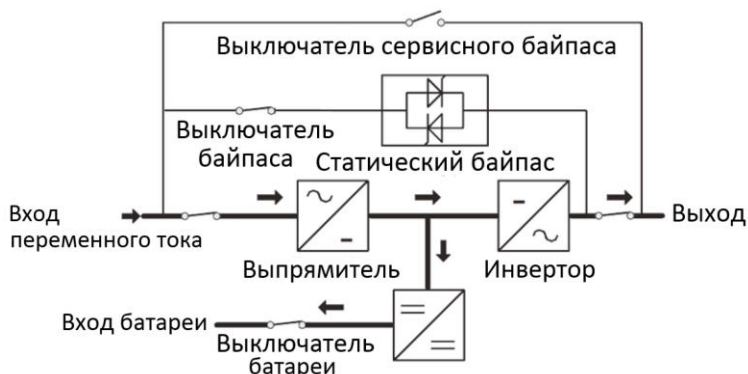 Выключатель сервисного байпаса
Выключатель
байпаса
Статический байпас
Вход
переменного тока
Выход
Выпрямитель
Инвертор
Вход батареи
Выключатель
батареи